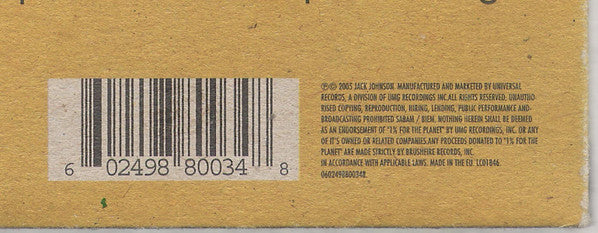 6 02498 80034 8
℗© 2005 JACK JOHNSON. MANUFACTURED AND MARKETED BY UNIVERSAL
RECORDS, A DIVISION OF UMG RECORDINGS INC.ALL RIGHTS RESERVED, UNAUTHO-
RISED COPYING, REPRODUCTION, HIRING, LENDING, PUBLIC PERFORMANCE AND-
BROADCASTING PROHIBITED SABAM / BIEM. NOTHING HEREIN SHALL BE DEEMED
AS AN ENDORSEMENT OF "1% FOR THE PLANET" BY UMG RECORDINGS, INC. OR ANY
OF IT'S OWNED OR RELATED COMPANIES.ANY PROCEEDS DONATED TO "1% FOR THE
PLANET" ARE MADE STRICTLY BY BRUSHFIRE RECORDS, INC.
IN ACCORDANCE WITH APPLICABLE LAWS. MADE IN THE EU. LC01846.
0602498800348.